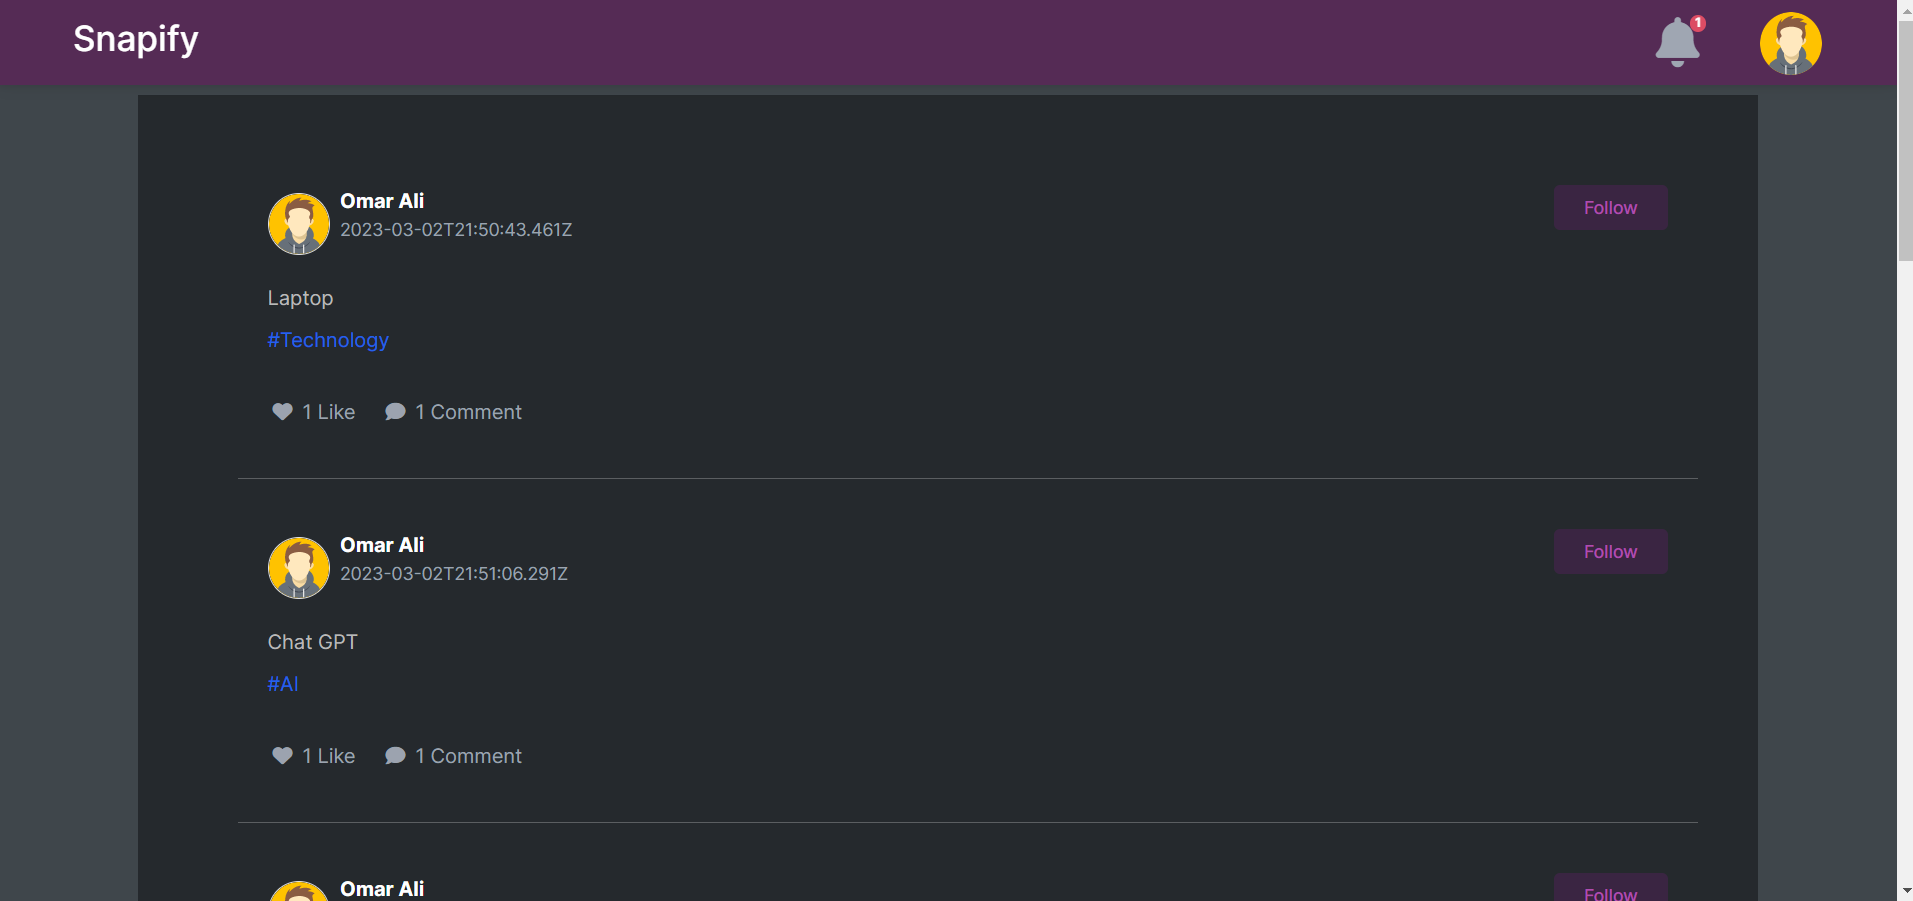 Snapify
1
Omar Ali
2023-03-02T21:50:43.461Z
Follow
Laptop
#Technology
1 Like 1 Comment
Omar Ali
2023-03-02T21:51:06.291Z
Follow
Chat GPT
#AI
1 Like 1 Comment
Omar Ali
Follow